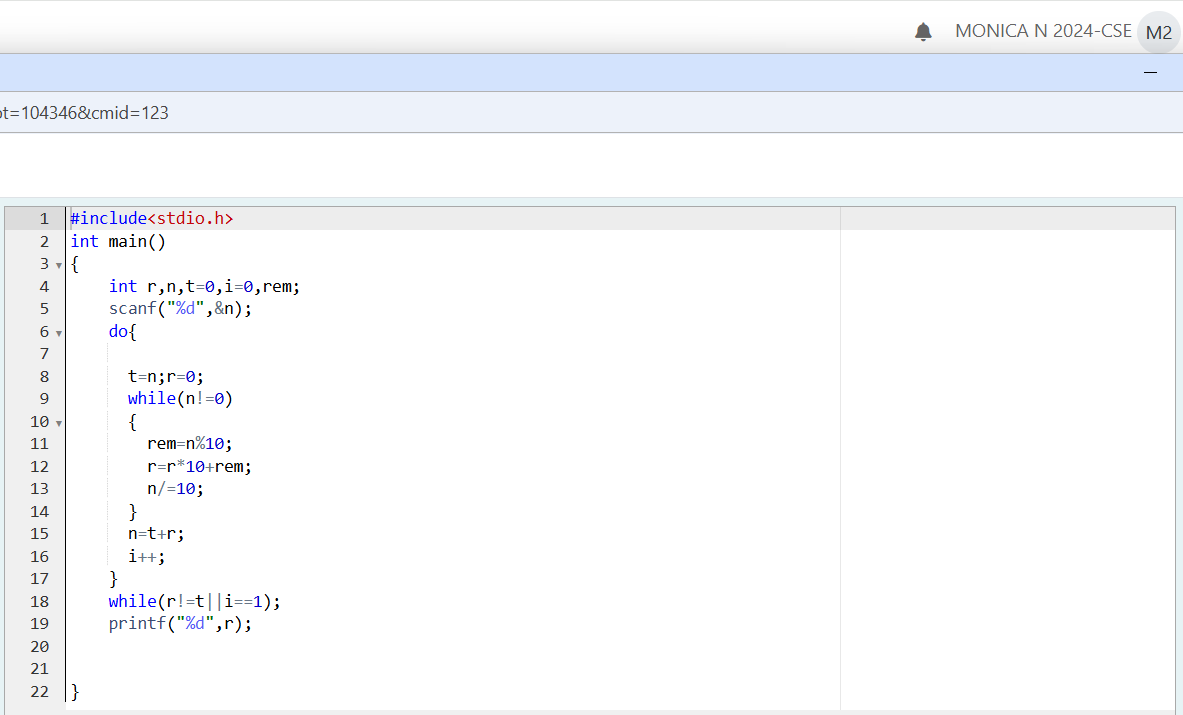 MONICA N 2024-CSE M2
ot=104346&cmid=123
1 #include<stdio.h>
2 int main()
3 {
4 int r,n,t=0,i=0,rem;
5 scanf("%d",&n);
6 do{
7
8 t=n;r=0;
9 while(n!=0)
10 {
11 rem=n%10;
12 r=r*10+rem;
13 n/=10;
14 }
15 n=t+r;
16 i++;
17 }
18 while(r!=t||i==1);
19 printf("%d",r);
20
21
22 }